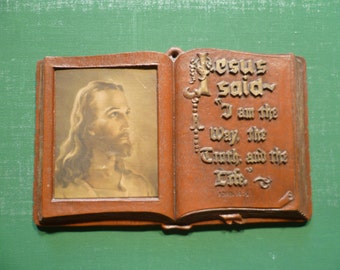 Jesus
said~
"I am the
Way, the
Truth, and the
Life."